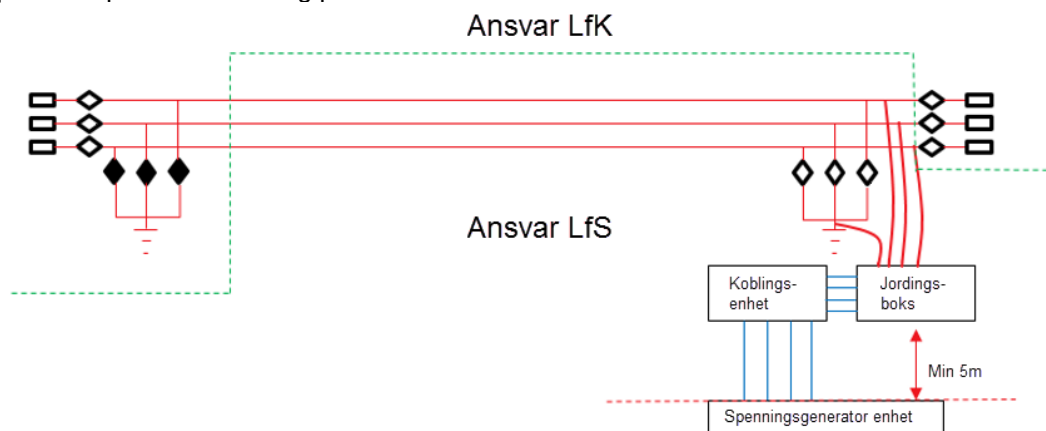 Ansvar LfK
Ansvar LfS
Koblings-
enhet
Jordings-
boks
Min 5m
Spenningsgenerator enhet